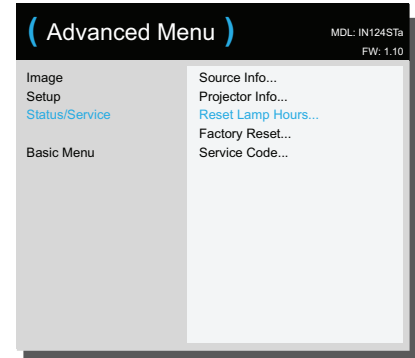 ( Advanced Menu )
MDL: IN124STa
FW: 1.10
Image
Setup
Status/Service
Basic Menu
Source Info...
Projector Info...
Reset Lamp Hours...
Factory Reset...
Service Code...